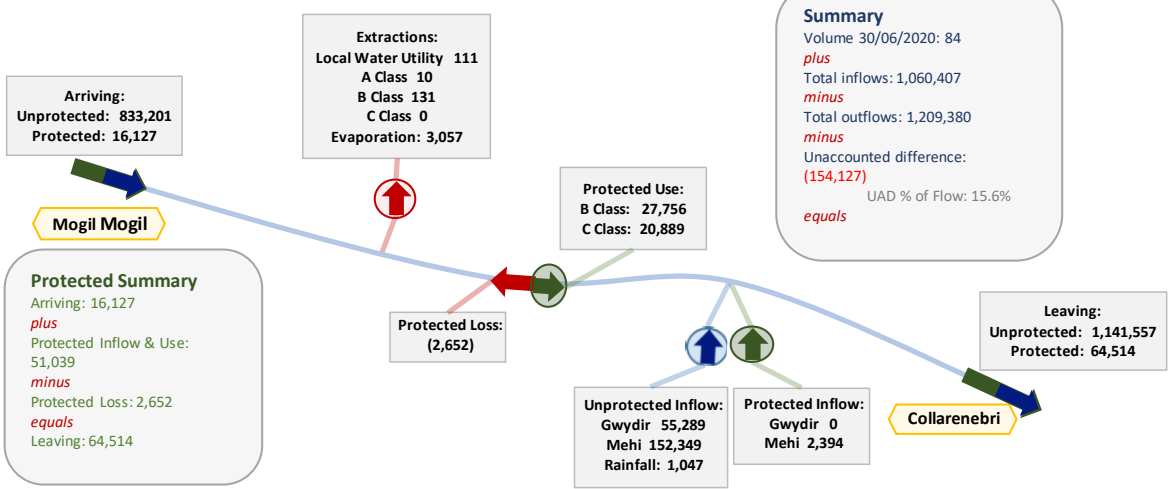 Summary
Volume 30/06/2020: 84
plus
Total inflows: 1,060,407
minus
Total outflows: 1,209,380
minus
Unaccounted difference:
(154,127)
UAD % of Flow: 15.6%
equals
Extractions:
Local Water Utility 111
A Class 10
B Class 131
C Class 0
Evaporation: 3,057
Arriving:
Unprotected: 833,201
Protected: 16,127
Mogil Mogil
Protected Use:
B Class: 27,756
C Class: 20,889
Protected Summary
Arriving: 16,127
plus
Protected Inflow & Use:
51,039
minus
Protected Loss: 2,652
equals
Leaving: 64,514
Protected Loss:
(2,652)
Leaving:
Unprotected: 1,141,557
Protected: 64,514
Unprotected Inflow:
Gwydir 55,289
Mehi 152,349
Rainfall: 1,047
Protected Inflow:
Gwydir 0
Mehi 2,394
Collarenebri